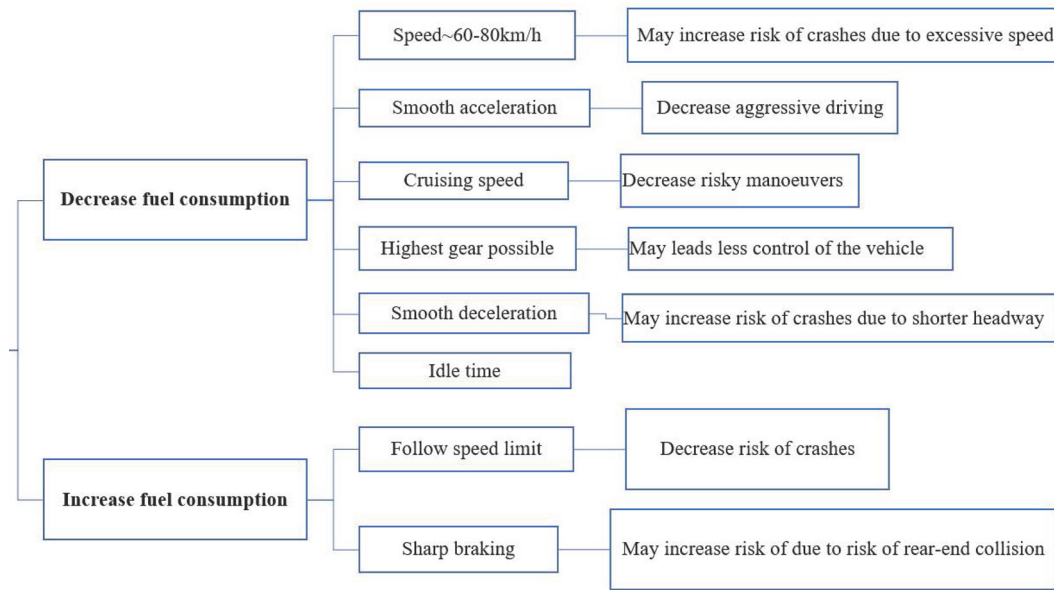 Speed~60-80km/h
May increase risk of crashes due to excessive speed
Smooth acceleration
Decrease aggressive driving
Decrease fuel consumption
Cruising speed
Decrease risky manoeuvers
Highest gear possible
May leads less control of the vehicle
Smooth deceleration
May increase risk of crashes due to shorter headway
Idle time
Follow speed limit
Decrease risk of crashes
Increase fuel consumption
Sharp braking
May increase risk of due to risk of rear-end collision